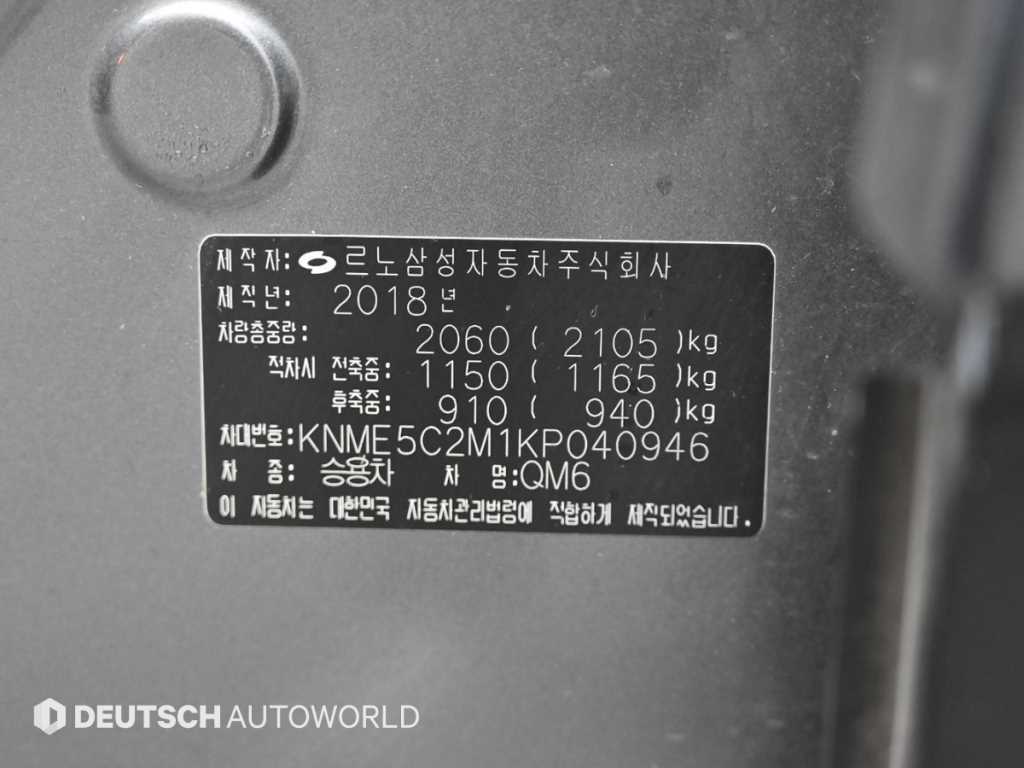 제 작 자: 르노삼성자동차주식회사
제작년: 2018년
차량총중량: 2060 ( 2105 )kg
적차시 전축중: 1150 ( 1165 )kg
후축중: 910 ( 940 )kg
차대번호:KNME5C2M1KP040946
차 종: 승용차 차 명:QM6
이 자동차는 대한민국 자동차관리법령에 적합하게 제작되었습니다.
DEUTSCH AUTOWORLD